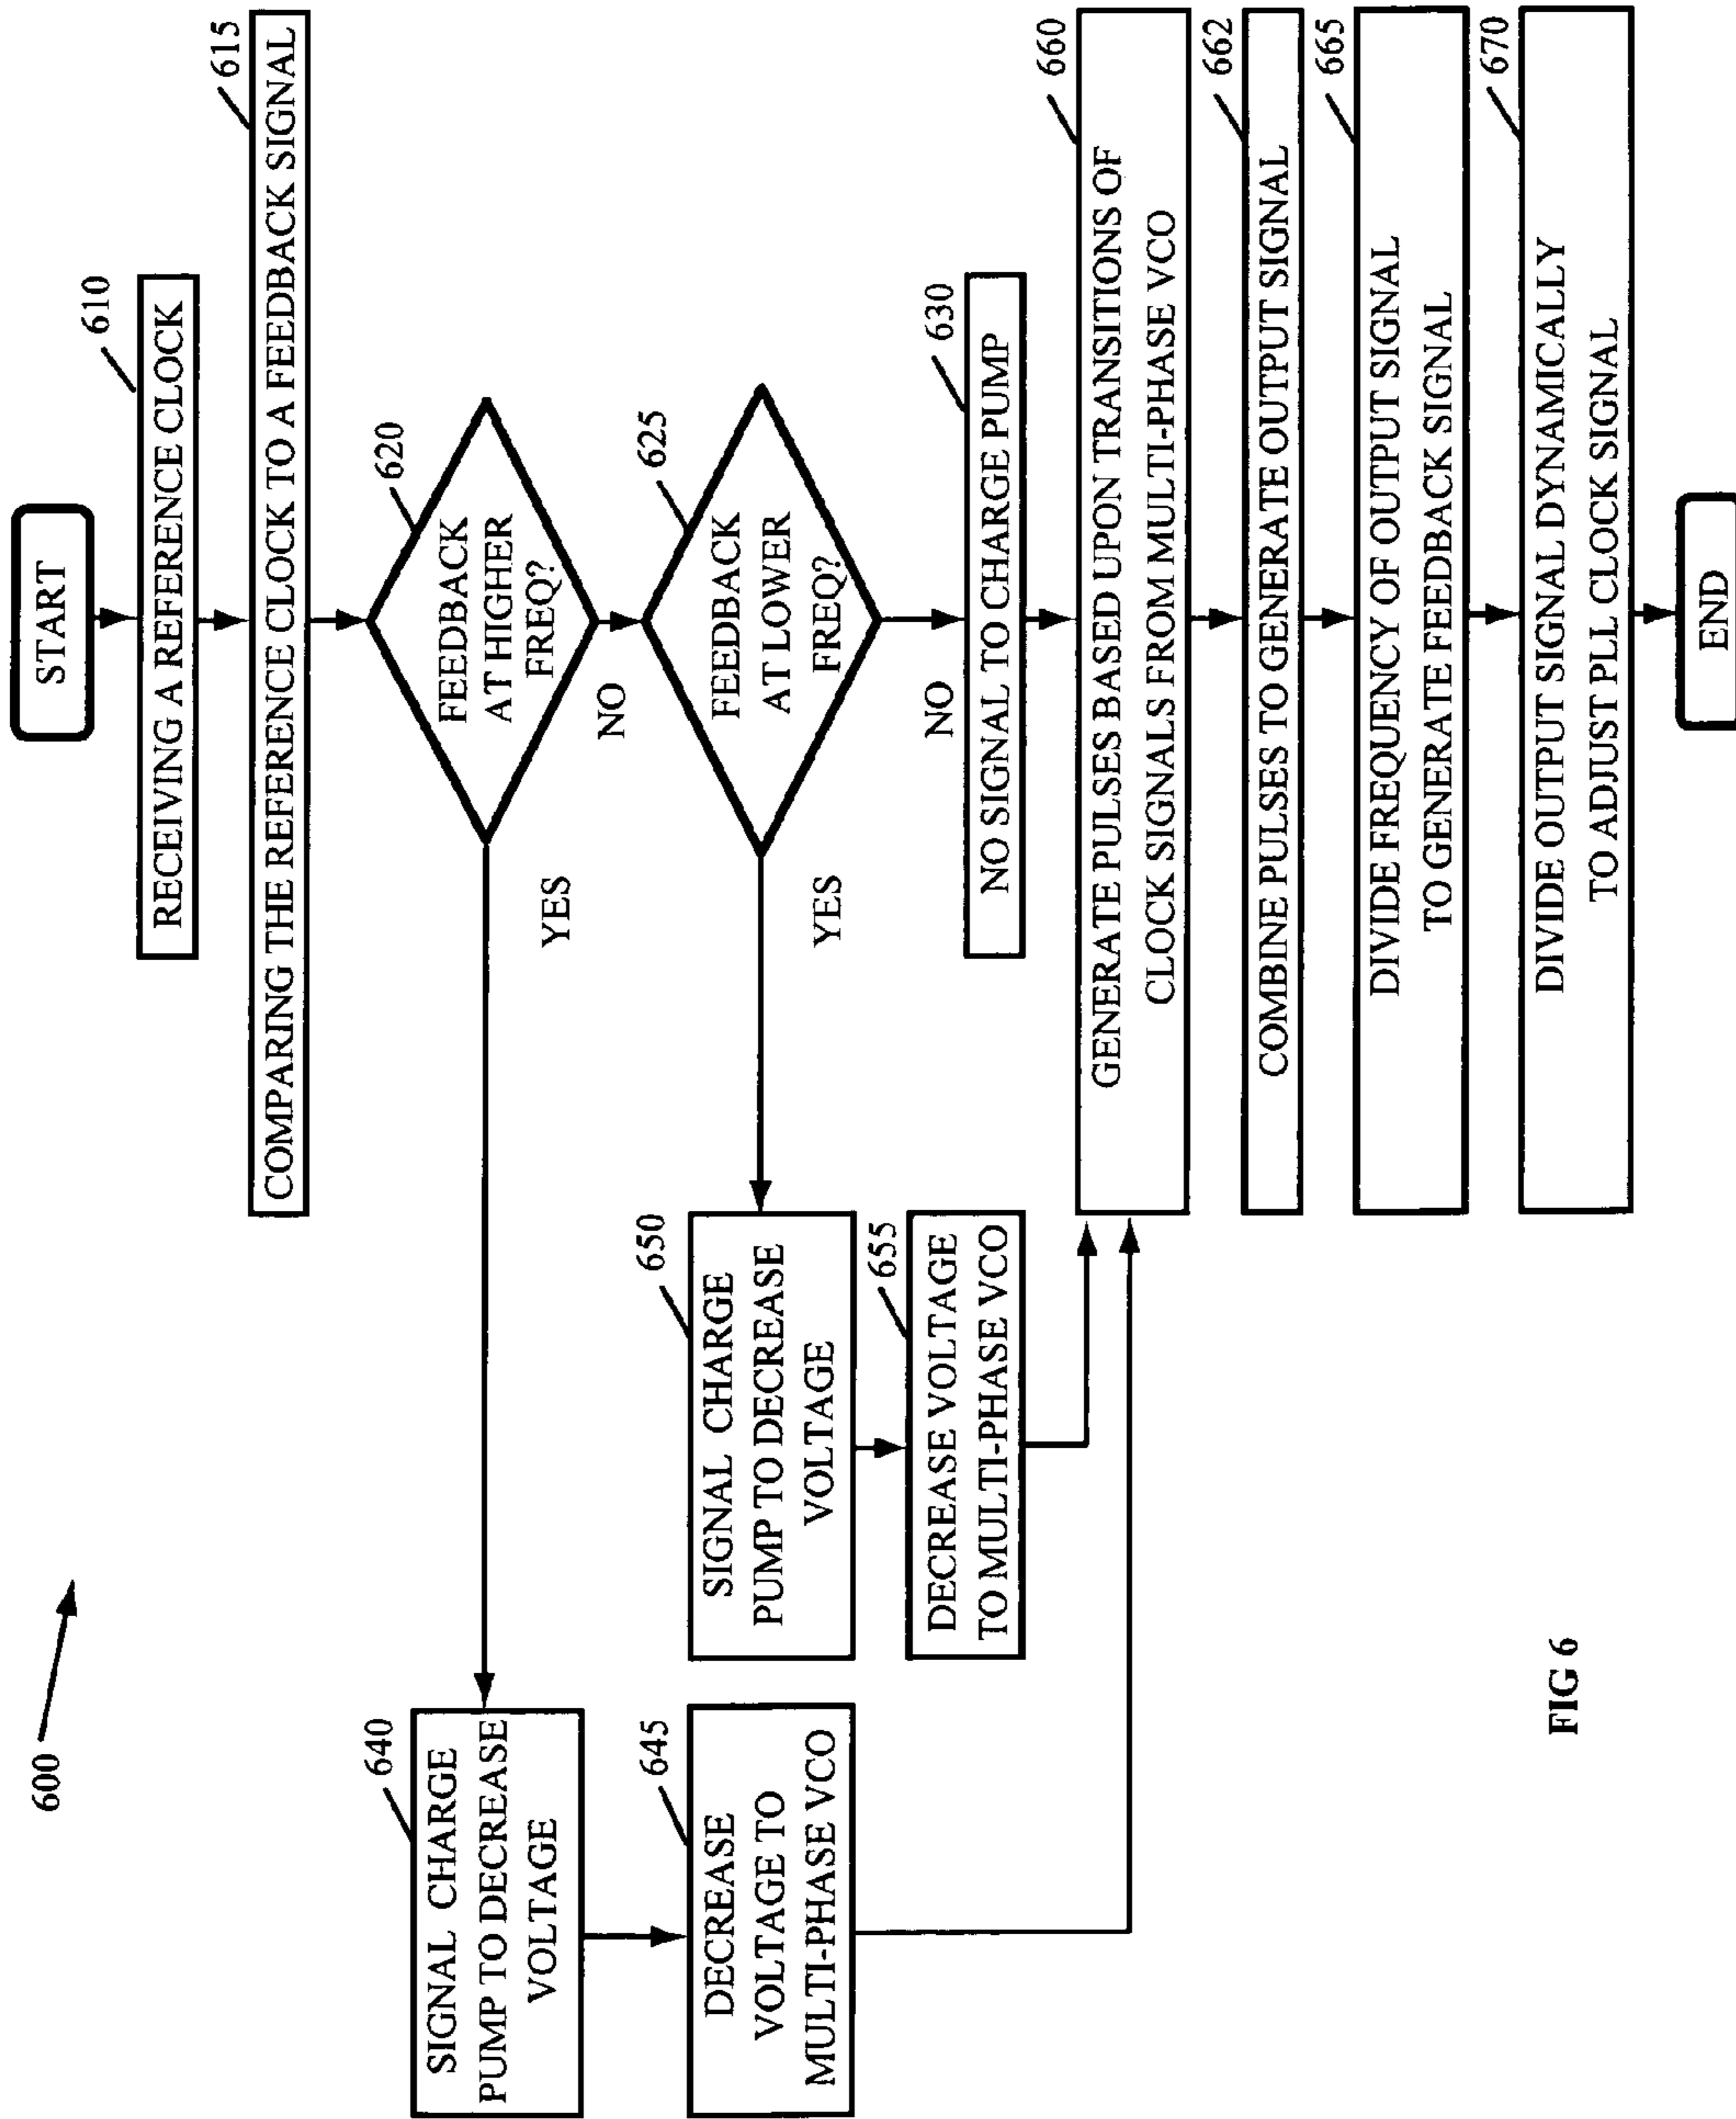 600
START
610
RECEIVING A REFERENCE CLOCK
615
COMPARING THE REFERENCE CLOCK TO A FEEDBACK SIGNAL
620
FEEDBACK
AT HIGHER
FREQ?
YES
NO
625
FEEDBACK
AT LOWER
FREQ?
YES
NO
630
NO SIGNAL TO CHARGE PUMP
640
SIGNAL CHARGE
PUMP TO DECREASE
VOLTAGE
645
DECREASE
VOLTAGE TO
MULTI-PHASE VCO
650
SIGNAL CHARGE
PUMP TO DECREASE
VOLTAGE
655
DECREASE VOLTAGE
TO MULTI-PHASE VCO
660
GENERATE PULSES BASED UPON TRANSITIONS OF
CLOCK SIGNALS FROM MULTI-PHASE VCO
662
COMBINE PULSES TO GENERATE OUTPUT SIGNAL
665
DIVIDE FREQUENCY OF OUTPUT SIGNAL
TO GENERATE FEEDBACK SIGNAL
670
DIVIDE OUTPUT SIGNAL DYNAMICALLY
TO ADJUST PLL CLOCK SIGNAL
END
FIG 6